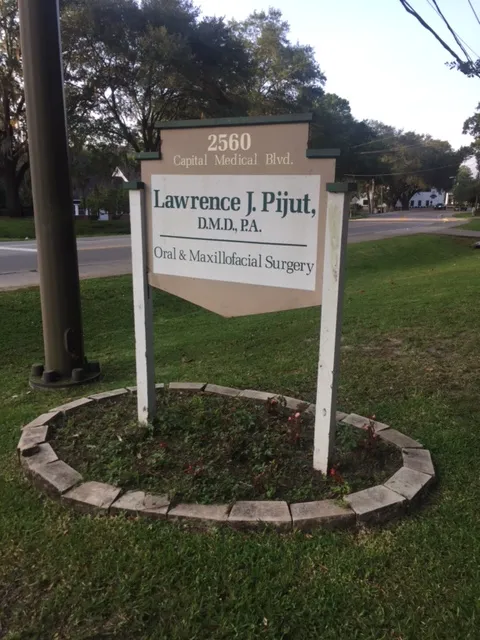 2560
Capital Medical Blvd.
Lawrence J. Pijut,
D.M.D., P.A.
Oral & Maxillofacial Surgery